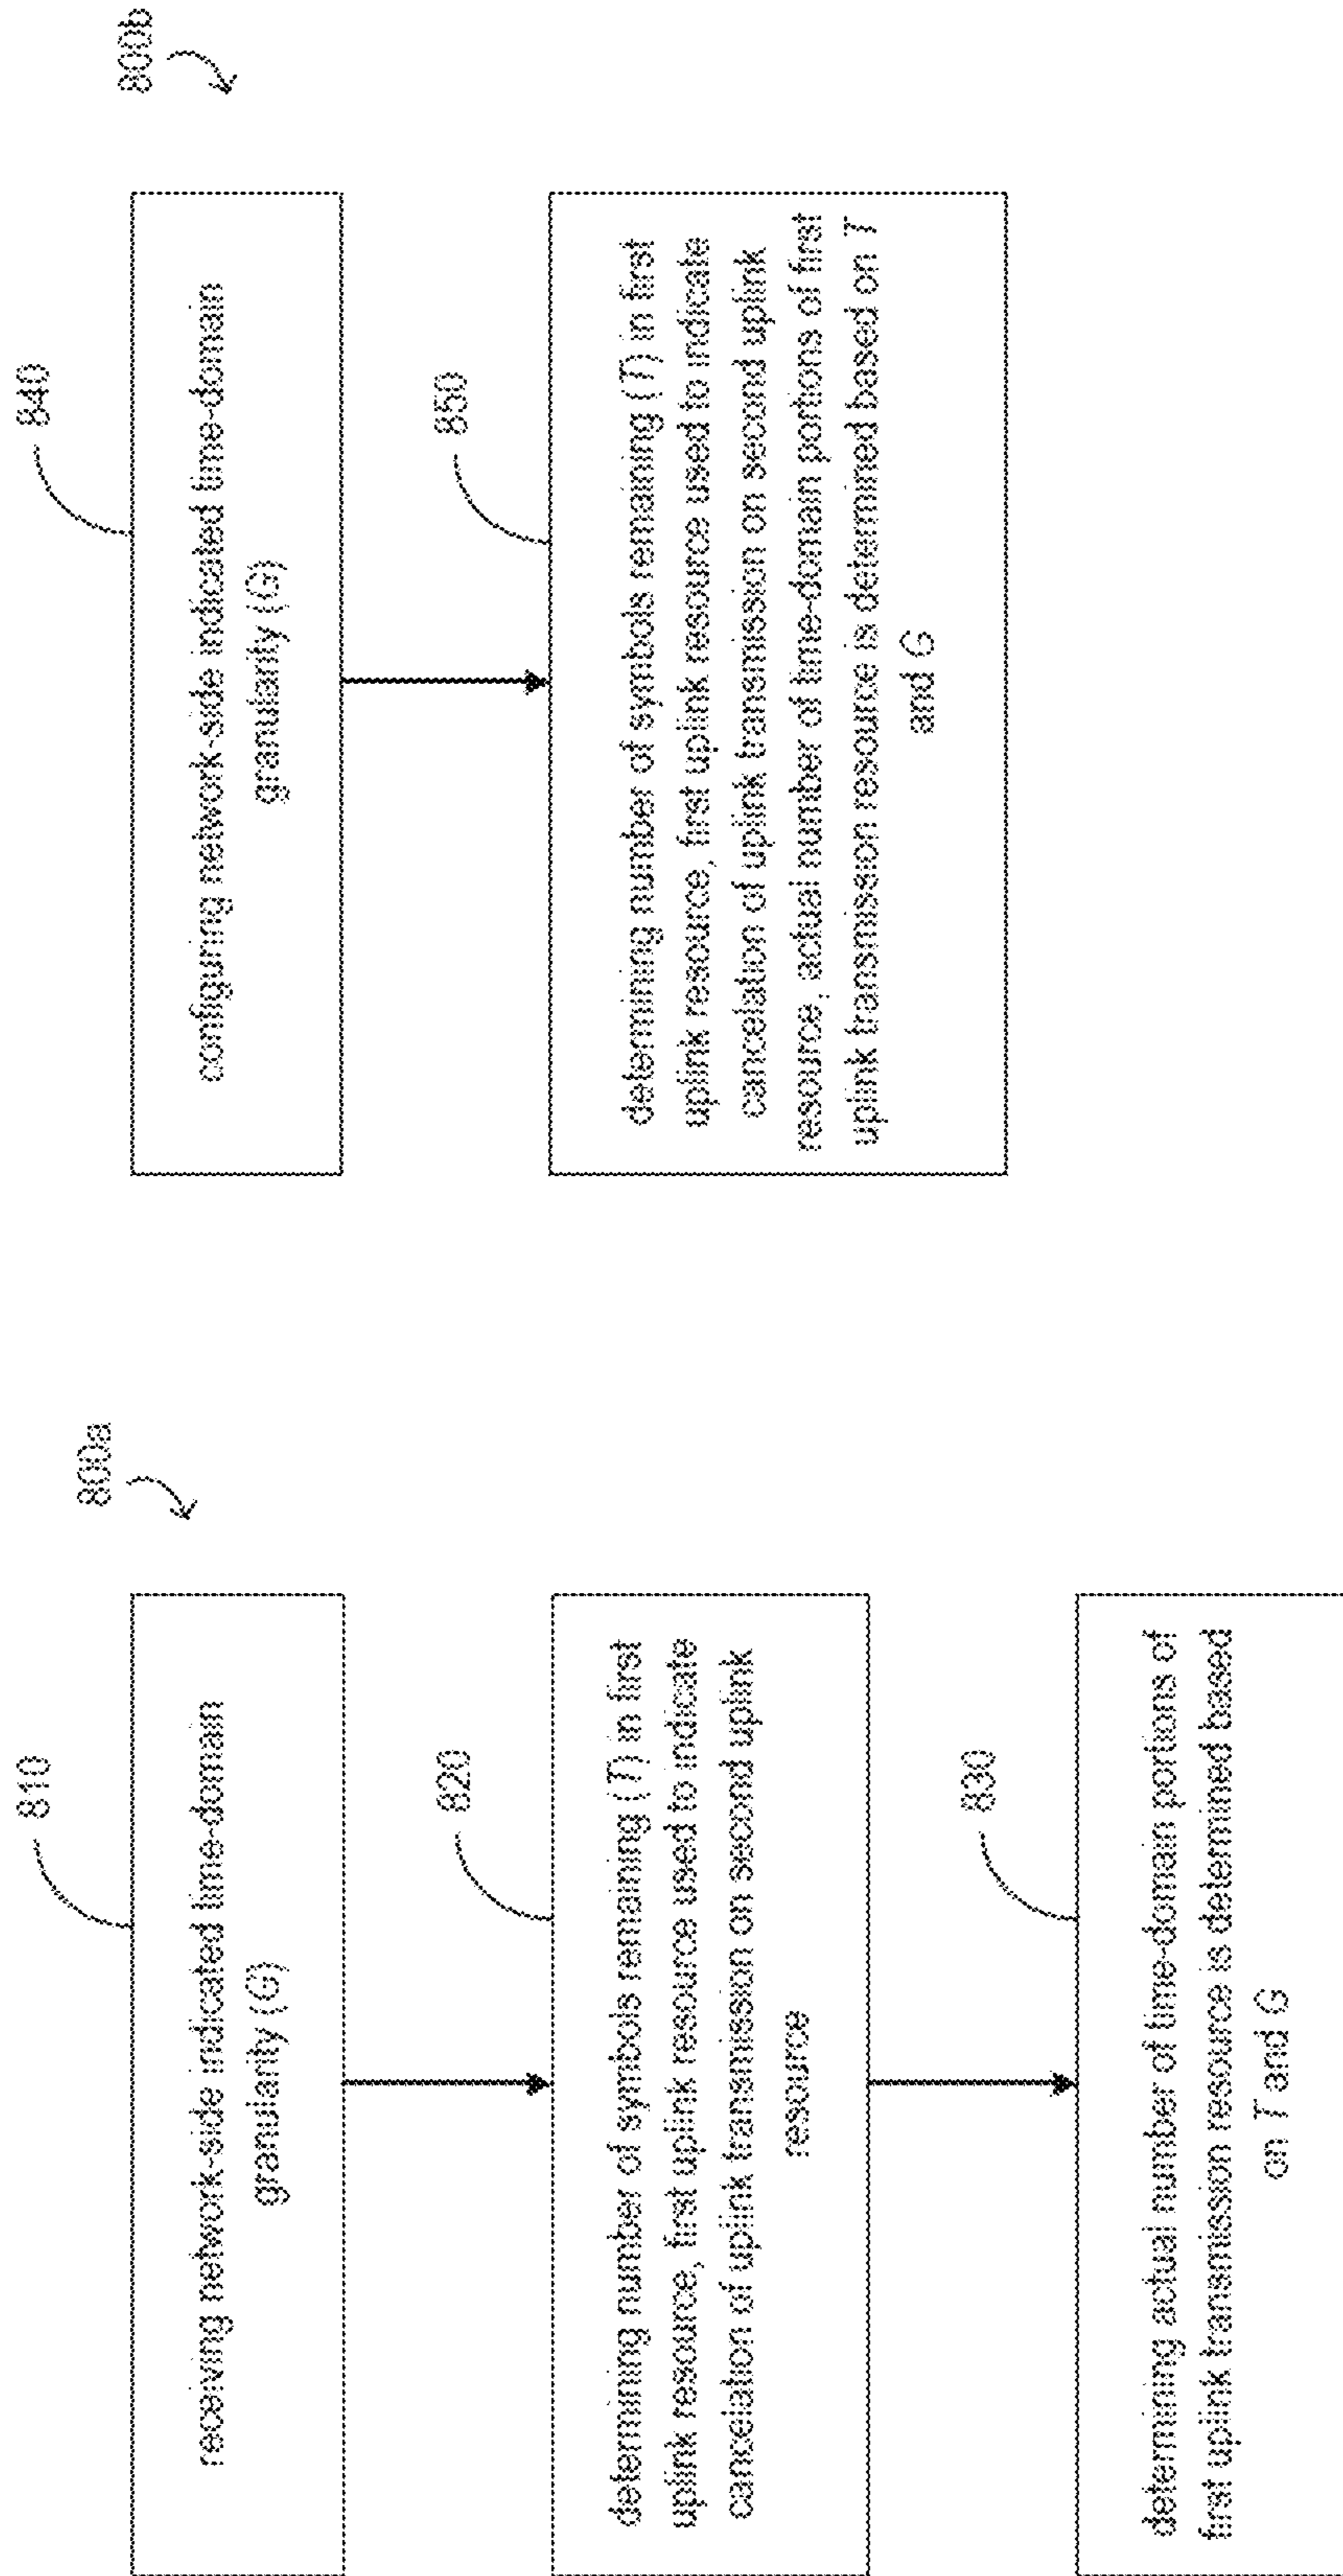 800a
810
receiving network-side indicated time-domain
granularity (G)
820
determining number of symbols remaining (T) in first
uplink resource, first uplink resource used to indicate
cancelation of uplink transmission on second uplink
resource
830
determining actual number of time-domain portions of
first uplink transmission resource is determined based
on T and G
800b
840
configuring network-side indicated time-domain
granularity (G)
850
determining number of symbols remaining (T) in first
uplink resource, first uplink resource used to indicate
cancelation of uplink transmission on second uplink
resource, actual number of time-domain portions of first
uplink transmission resource is determined based on T
and G